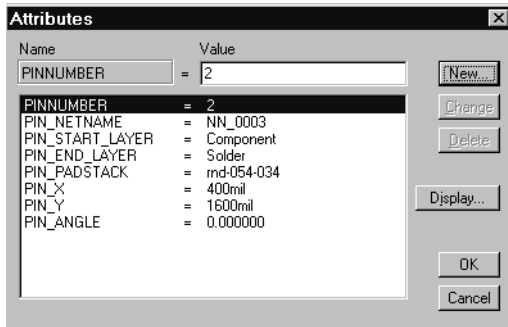 Attributes
Name Value
PINNUMBER = 2 New...
PINNUMBER = 2 Change
PIN_NETNAME = NN_0003
PIN_START_LAYER = Component
PIN_END_LAYER = Solder Delete
PIN_PADSTACK = rnd-054-034
PIN_X = 400mil
PIN_Y = 1600mil Display...
PIN_ANGLE = 0.000000
OK
Cancel